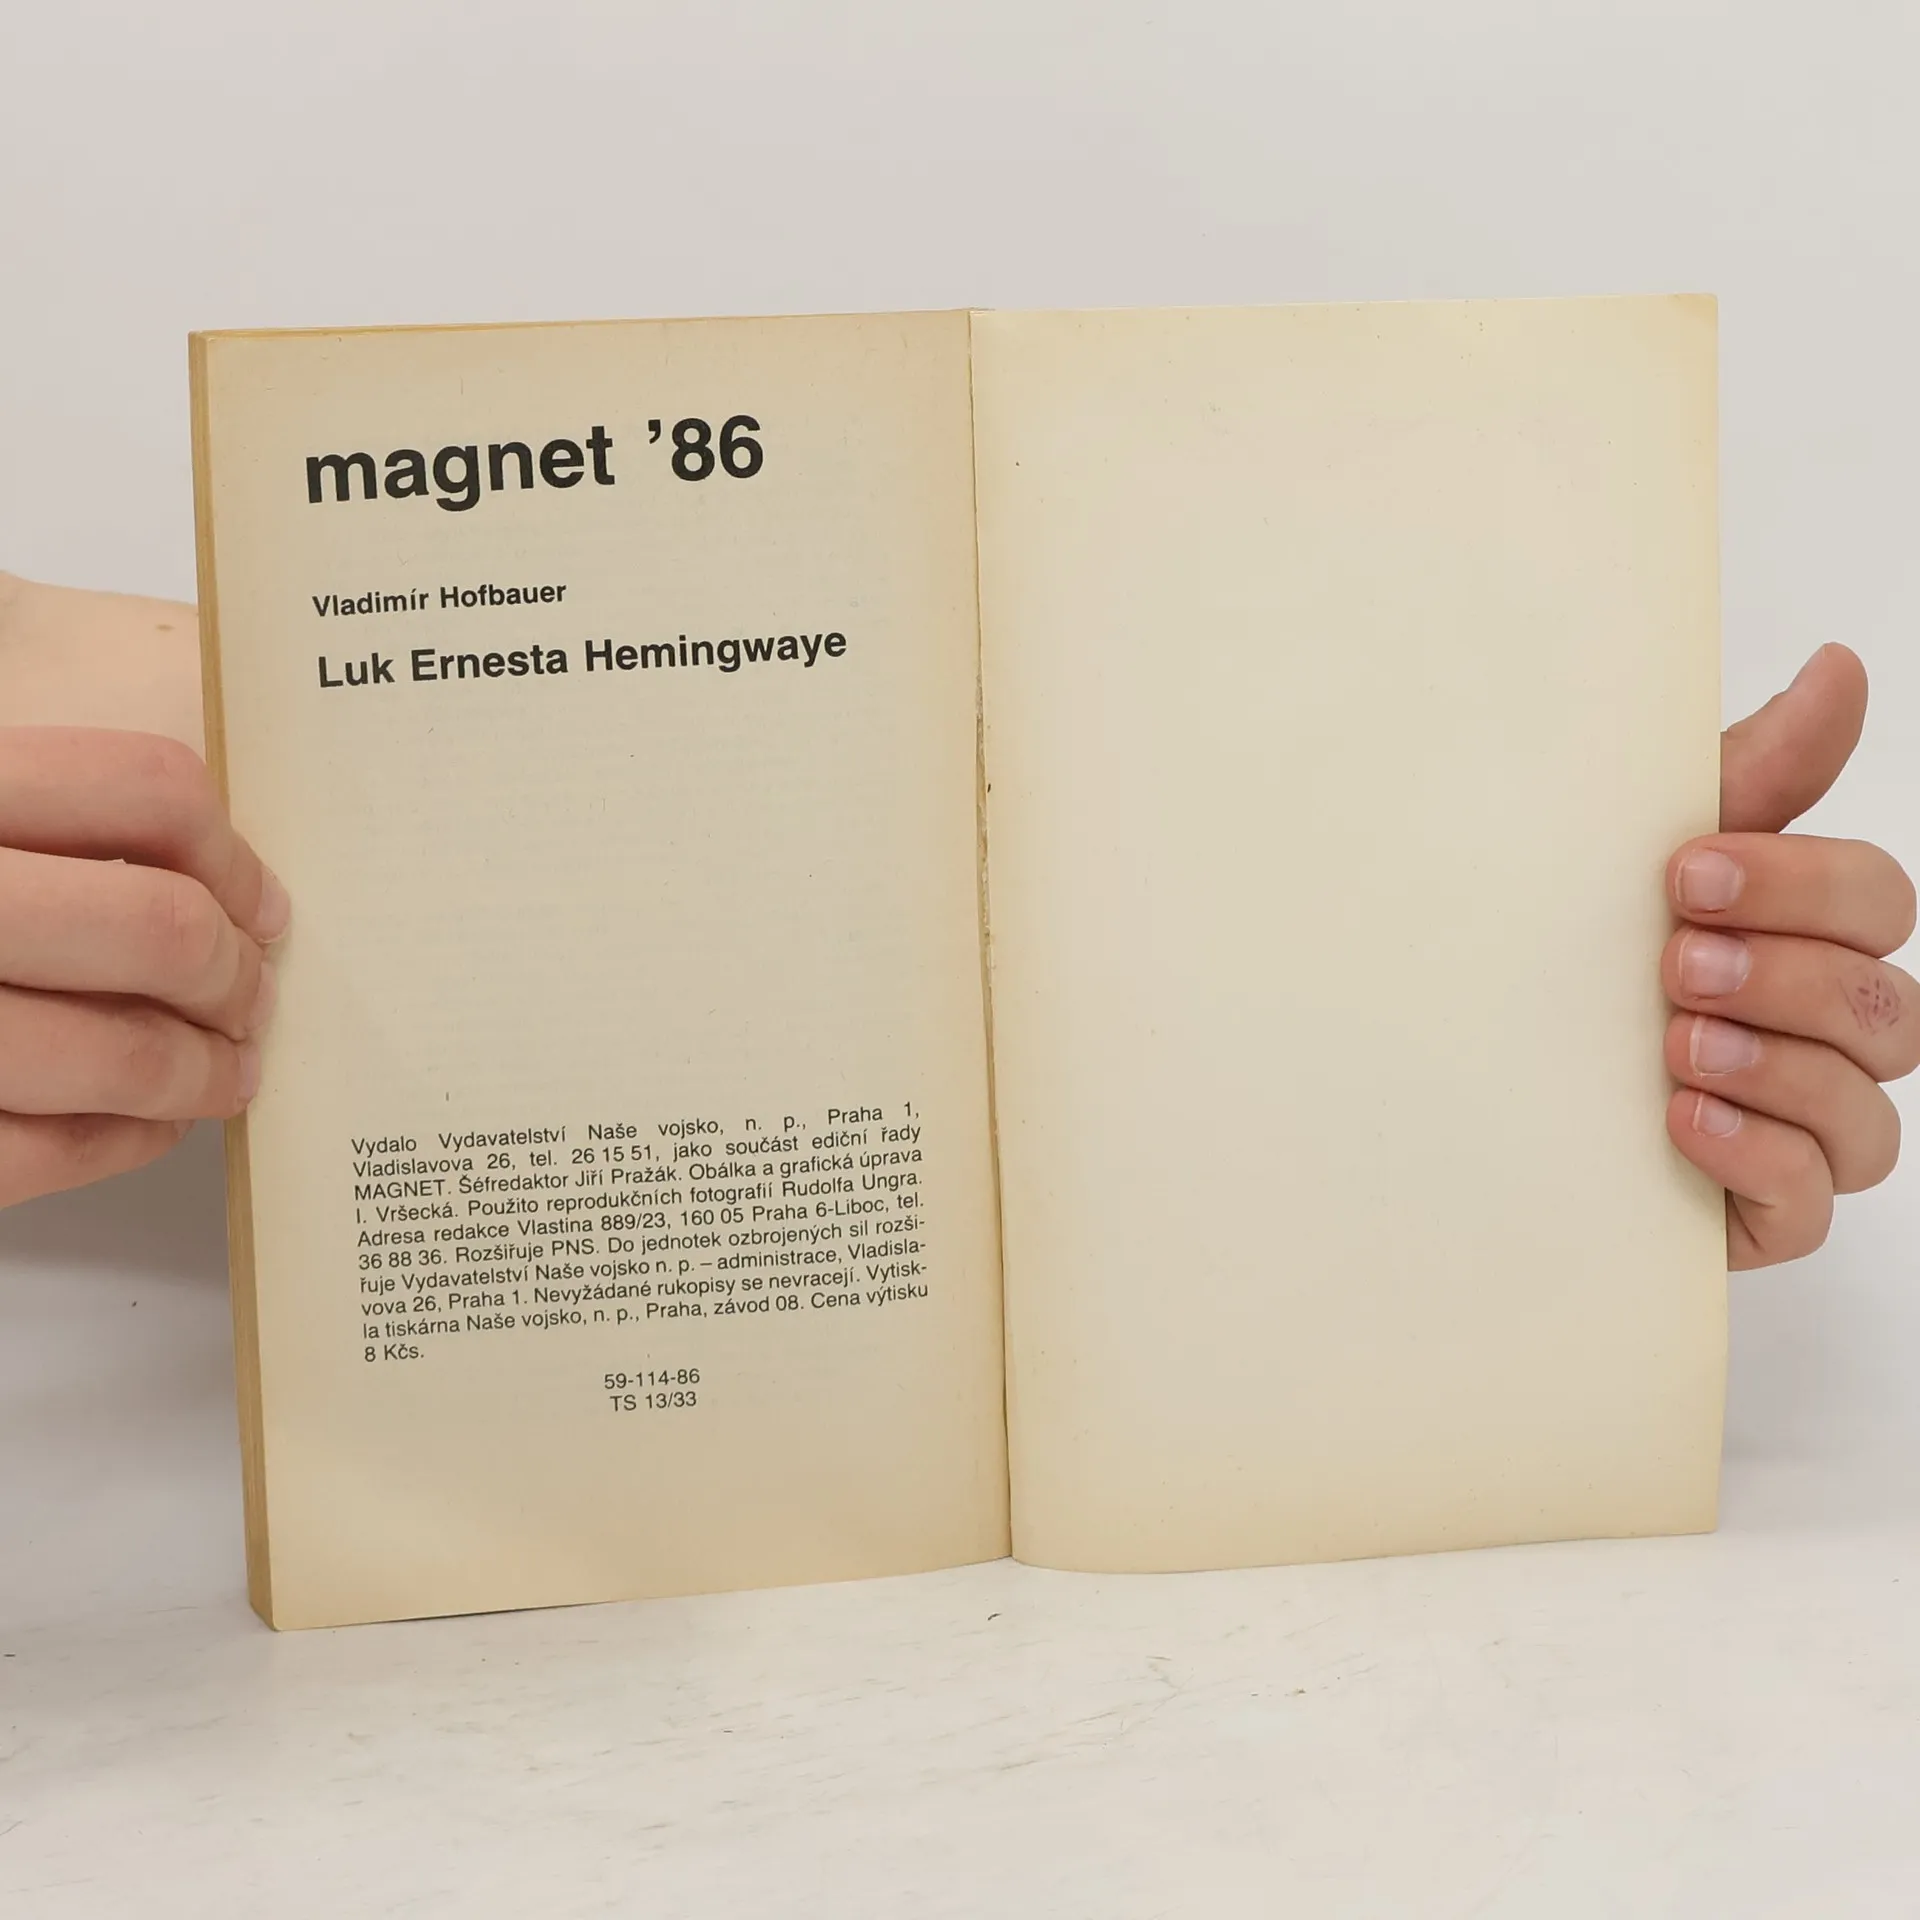 magnet ’86
Vladimír Hofbauer
Luk Ernesta Hemingwaye
Vydalo Vydavatelství Naše vojsko, n. p., Praha 1,
Vladislavova 26, tel. 26 15 51, jako součást ediční řady
MAGNET. Šéfredaktor Jiří Pražák. Obálka a grafická úprava
I. Vršecká. Použito reprodukčních fotografií Rudolfa Ungra.
Adresa redakce Vlastina 889/23, 160 05 Praha 6-Liboc, tel.
36 88 36. Rozšiřuje PNS. Do jednotek ozbrojených sil rozši-
řuje Vydavatelství Naše vojsko n. p. – administrace, Vladisla-
vova 26, Praha 1. Nevyžádané rukopisy se nevracejí. Vytisk-
la tiskárna Naše vojsko, n. p., Praha, závod 08. Cena výtisku
8 Kčs.
59-114-86
TS 13/33